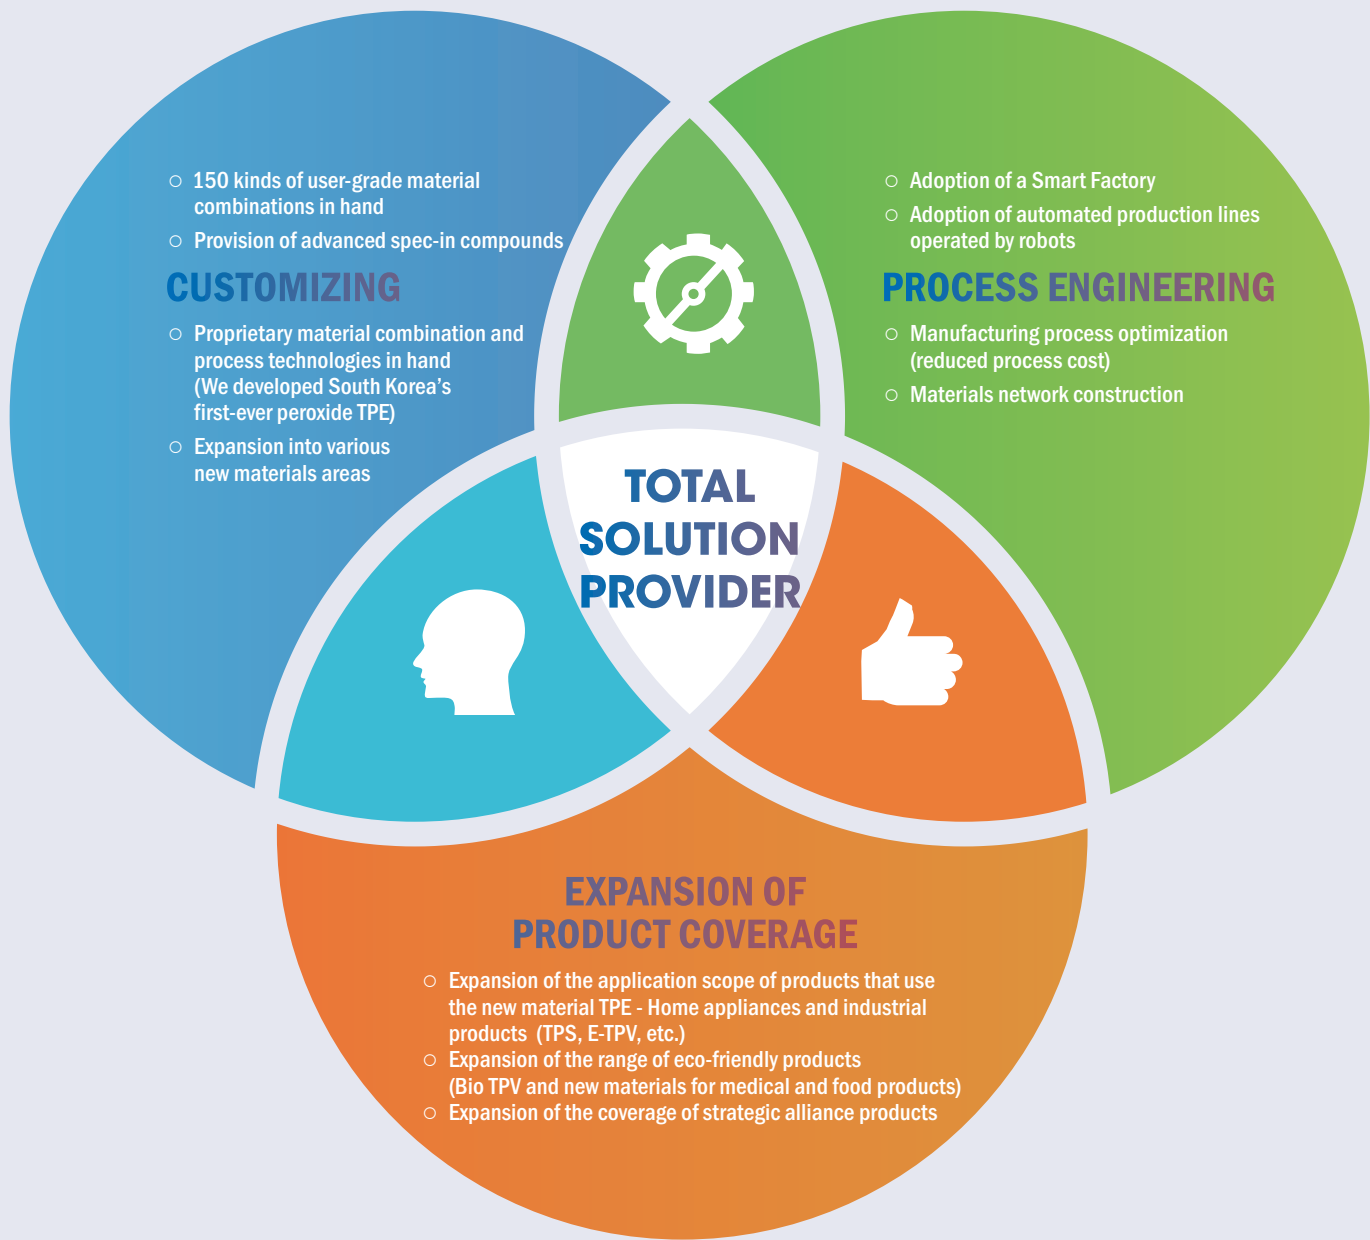 ○ 150 kinds of user-grade material
combinations in hand
○ Provision of advanced spec-in compounds
CUSTOMIZING
○ Proprietary material combination and
process technologies in hand
(We developed South Korea’s
first-ever peroxide TPE)
○ Expansion into various
new materials areas
○ Adoption of a Smart Factory
○ Adoption of automated production lines
operated by robots
PROCESS ENGINEERING
○ Manufacturing process optimization
(reduced process cost)
○ Materials network construction
TOTAL
SOLUTION
PROVIDER
EXPANSION OF
PRODUCT COVERAGE
○ Expansion of the application scope of products that use
the new material TPE - Home appliances and industrial
products (TPS, E-TPV, etc.)
○ Expansion of the range of eco-friendly products
(Bio TPV and new materials for medical and food products)
○ Expansion of the coverage of strategic alliance products